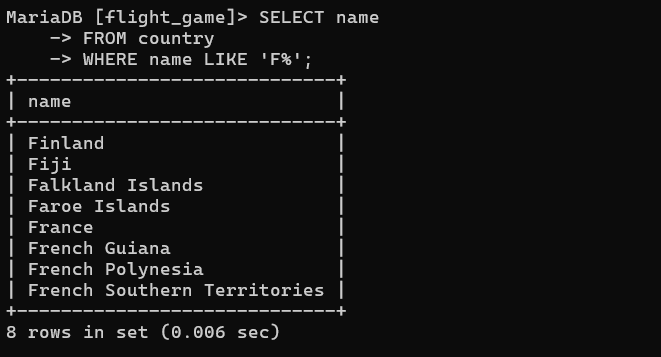 MariaDB [flight_game]> SELECT name
    -> FROM country
    -> WHERE name LIKE 'F%';
+-----------------------------+
| name                        |
+-----------------------------+
| Finland                     |
| Fiji                        |
| Falkland Islands            |
| Faroe Islands               |
| France                      |
| French Guiana               |
| French Polynesia            |
| French Southern Territories |
+-----------------------------+
8 rows in set (0.006 sec)